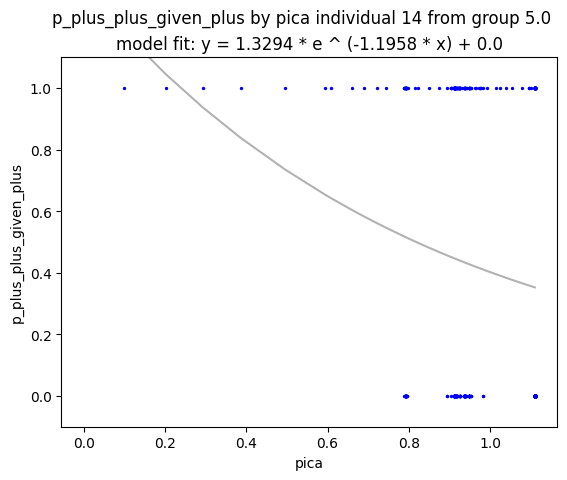 p_plus_plus_given_plus by pica individual 14 from group 5.0
model fit: y = 1.3294 * e ^ (-1.1958 * x) + 0.0
p_plus_plus_given_plus
1.0
0.8
0.6
0.4
0.2
0.0
0.0 0.2 0.4 0.6 0.8 1.0
pica